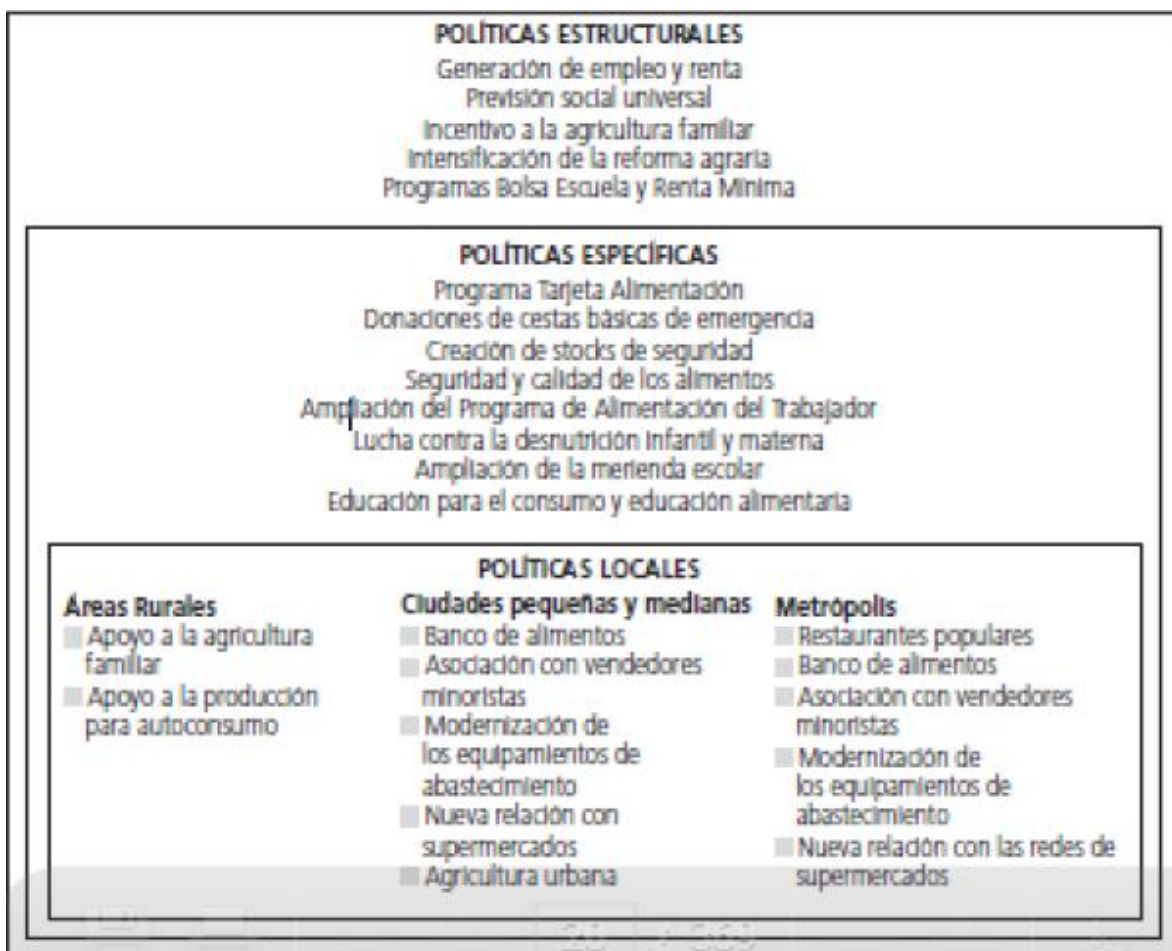 POLÍTICAS ESTRUCTURALES
Generación de empleo y renta
Previsión social universal
Incentivo a la agricultura familiar
Intensificación de la reforma agraria
Programas Bolsa Escuela y Renta Mínima
POLÍTICAS ESPECÍFICAS
Programa Tarjeta Alimentación
Donaciones de cestas básicas de emergencia
Creación de stocks de seguridad
Seguridad y calidad de los alimentos
Ampliación del Programa de Alimentación del Trabajador
Lucha contra la desnutrición infantil y materna
Ampliación de la merienda escolar
Educación para el consumo y educación alimentaria
POLÍTICAS LOCALES
Áreas Rurales
Apoyo a la agricultura
familiar
Apoyo a la producción
para autoconsumo
Ciudades pequeñas y medianas
Banco de alimentos
Asociación con vendedores
minoristas
Modernización de
los equipamientos de
abastecimiento
Nueva relación con
supermercados
Agricultura urbana
Metrópolis
Restaurantes populares
Banco de alimentos
Asociación con vendedores
minoristas
Modernización de
los equipamientos de
abastecimiento
Nueva relación con las redes de
supermercados